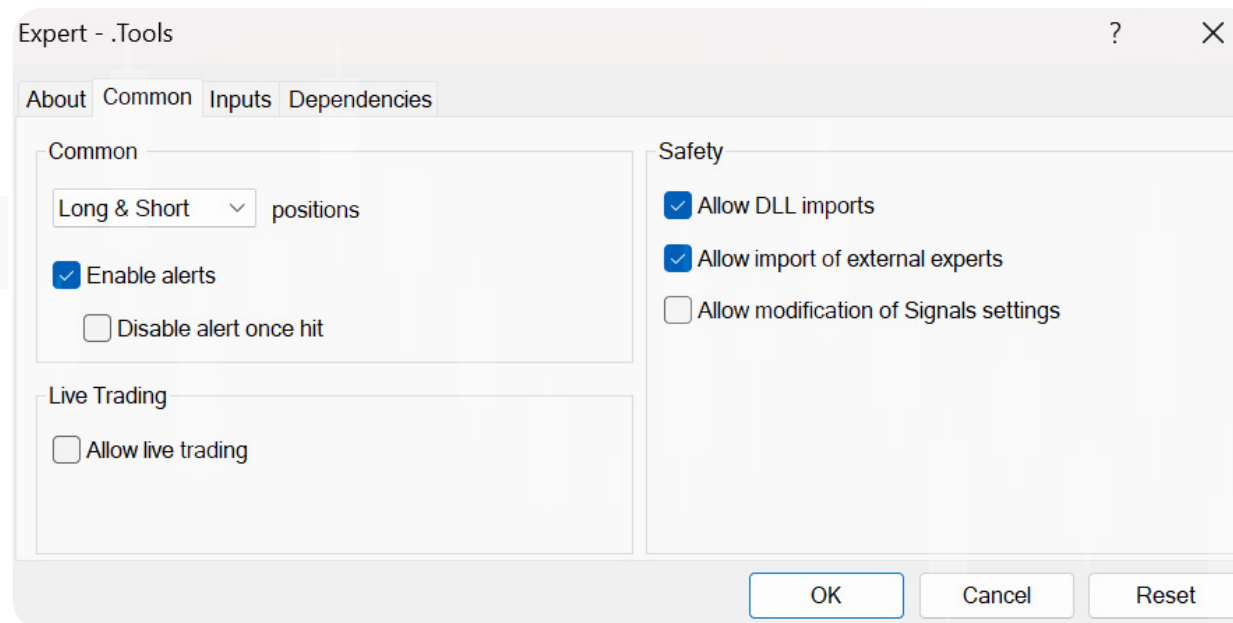 Expert - .Tools
?
About Common Inputs Dependencies
Common
Long & Short positions
Enable alerts
Disable alert once hit
Live Trading
Allow live trading
Safety
Allow DLL imports
Allow import of external experts
Allow modification of Signals settings
OK Cancel Reset